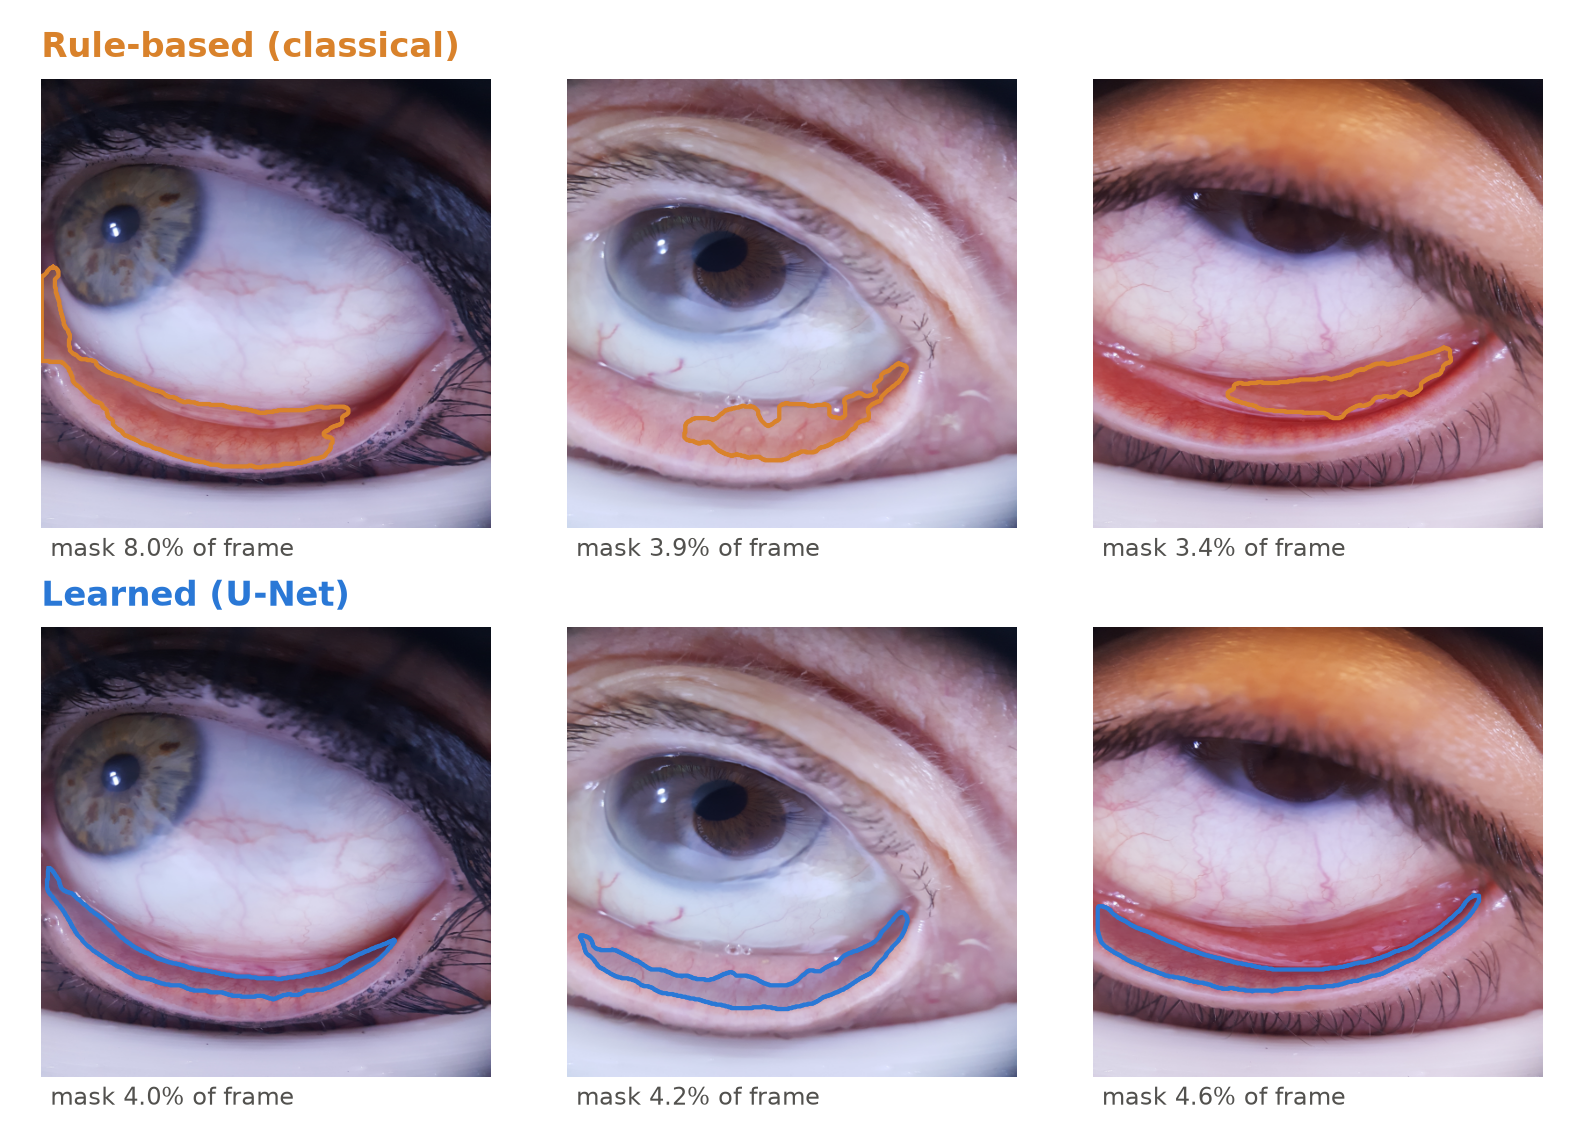 Rule-based (classical)
mask 8.0% of frame
mask 3.9% of frame
mask 3.4% of frame
Learned (U-Net)
mask 4.0% of frame
mask 4.2% of frame
mask 4.6% of frame